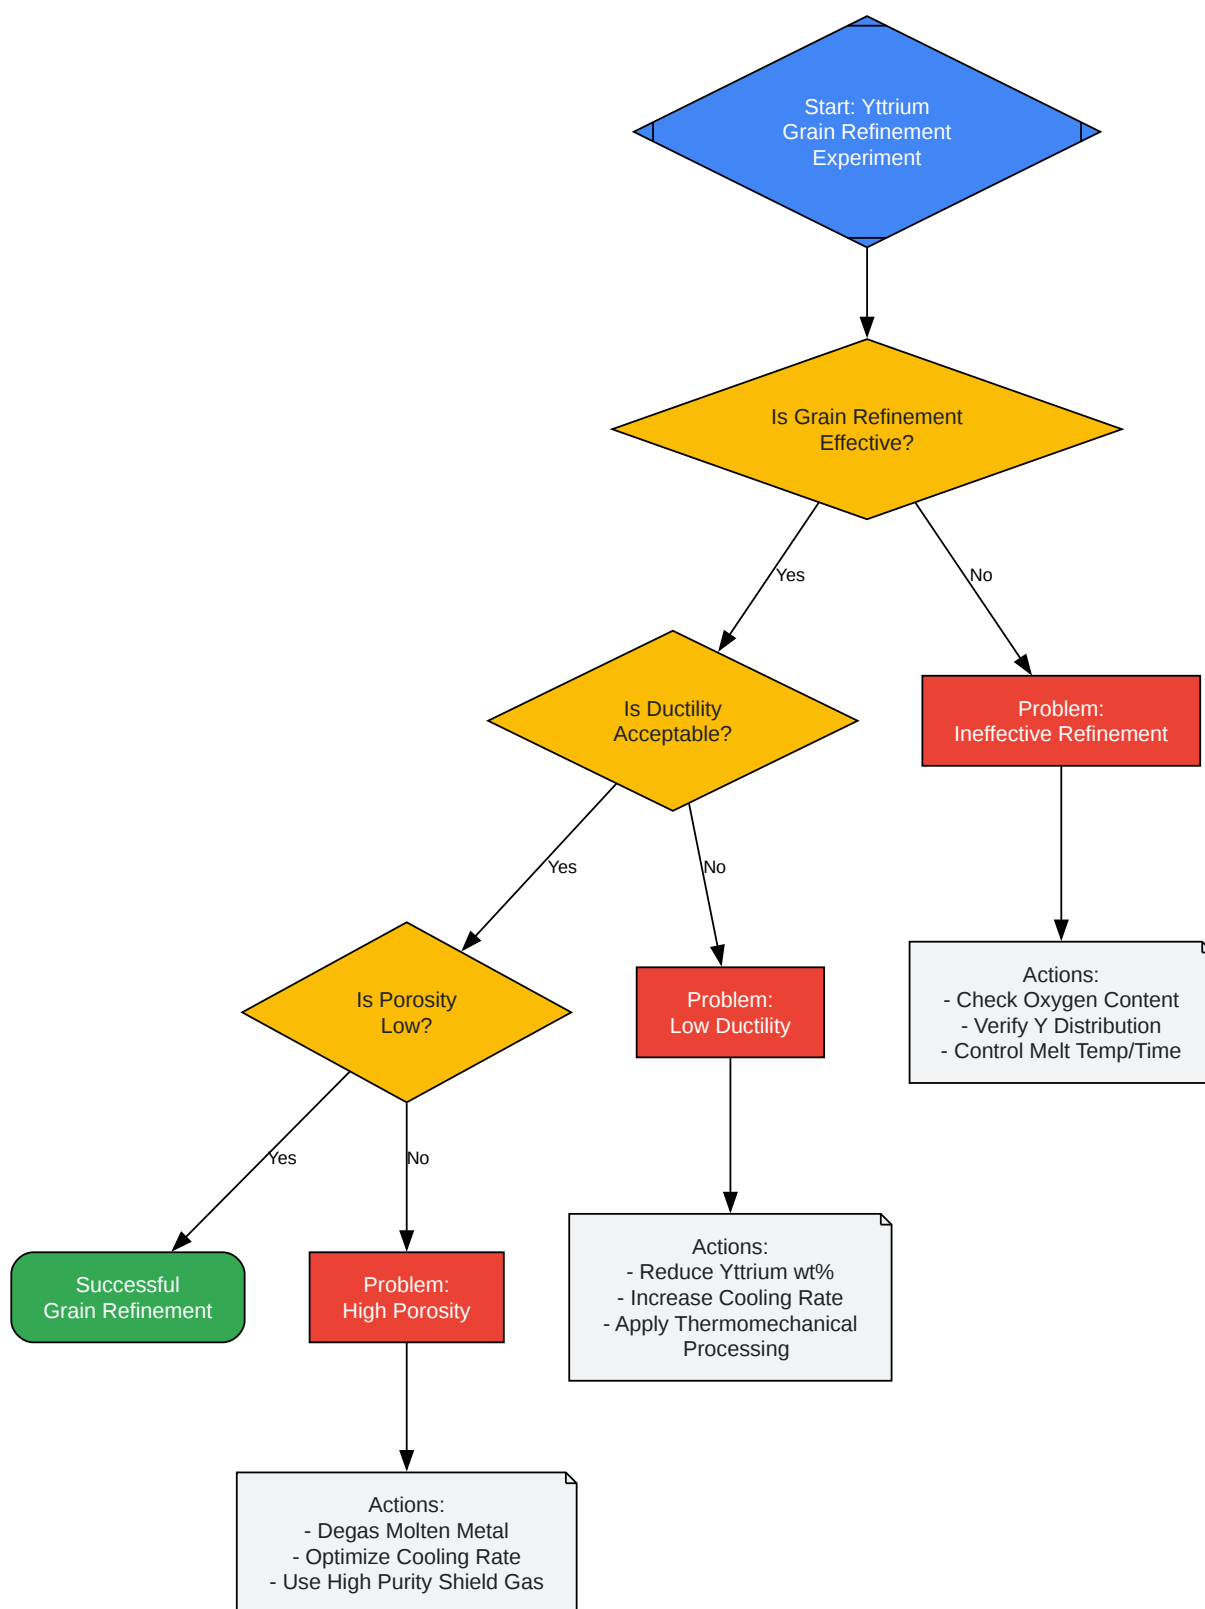 Start: Yttrium
Grain Refinement
Experiment
Is Grain Refinement
Effective?
Yes
No
Is Ductility
Acceptable?
Problem:
Ineffective Refinement
Yes
No
Is Porosity
Low?
Problem:
Low Ductility
Actions:
- Check Oxygen Content
- Verify Y Distribution
- Control Melt Temp/Time
Yes
No
Successful
Grain Refinement
Problem:
High Porosity
Actions:
- Reduce Yttrium wt%
- Increase Cooling Rate
- Apply Thermomechanical
Processing
Actions:
- Degas Molten Metal
- Optimize Cooling Rate
- Use High Purity Shield Gas